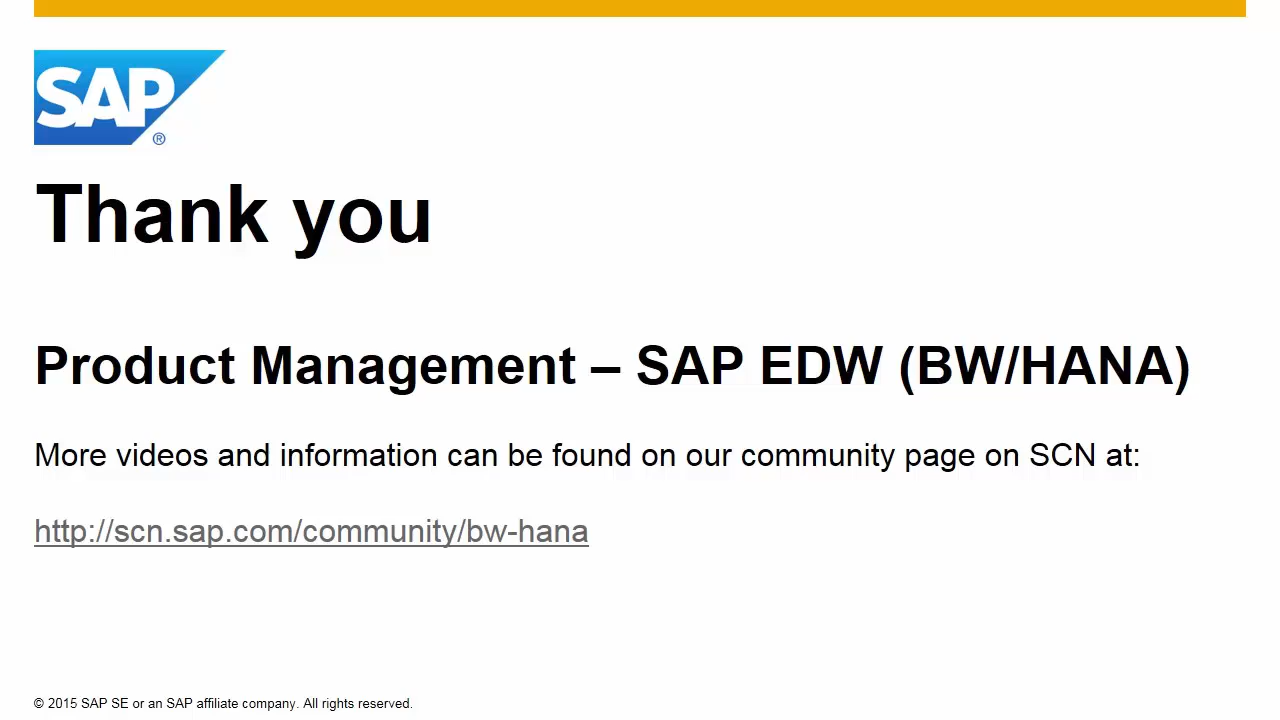 SAP ®
Thank you
Product Management – SAP EDW (BW/HANA)
More videos and information can be found on our community page on SCN at:
http://scn.sap.com/community/bw-hana
© 2015 SAP SE or an SAP affiliate company. All rights reserved.